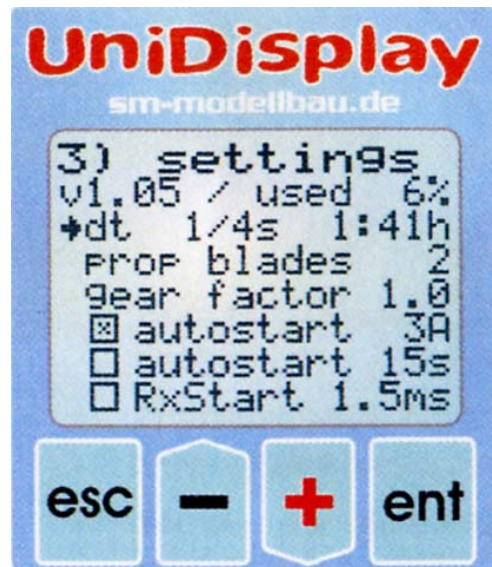 UniDisplay
sm-modellbau.de
3) settings
v1.05 / used 6%
dt 1/4s 1:41h
prop blades 2
gear factor 1.0
autostart 3A
autostart 15s
RxStart 1.5ms
esc - + ent